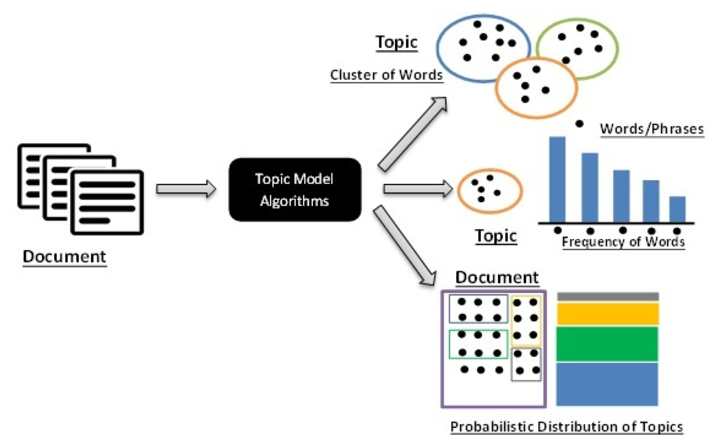 Topic
Cluster of Words
Words/Phrases
Document
Topic Model
Algorithms
Topic
Frequency of Words
Document
Probabilistic Distribution of Topics